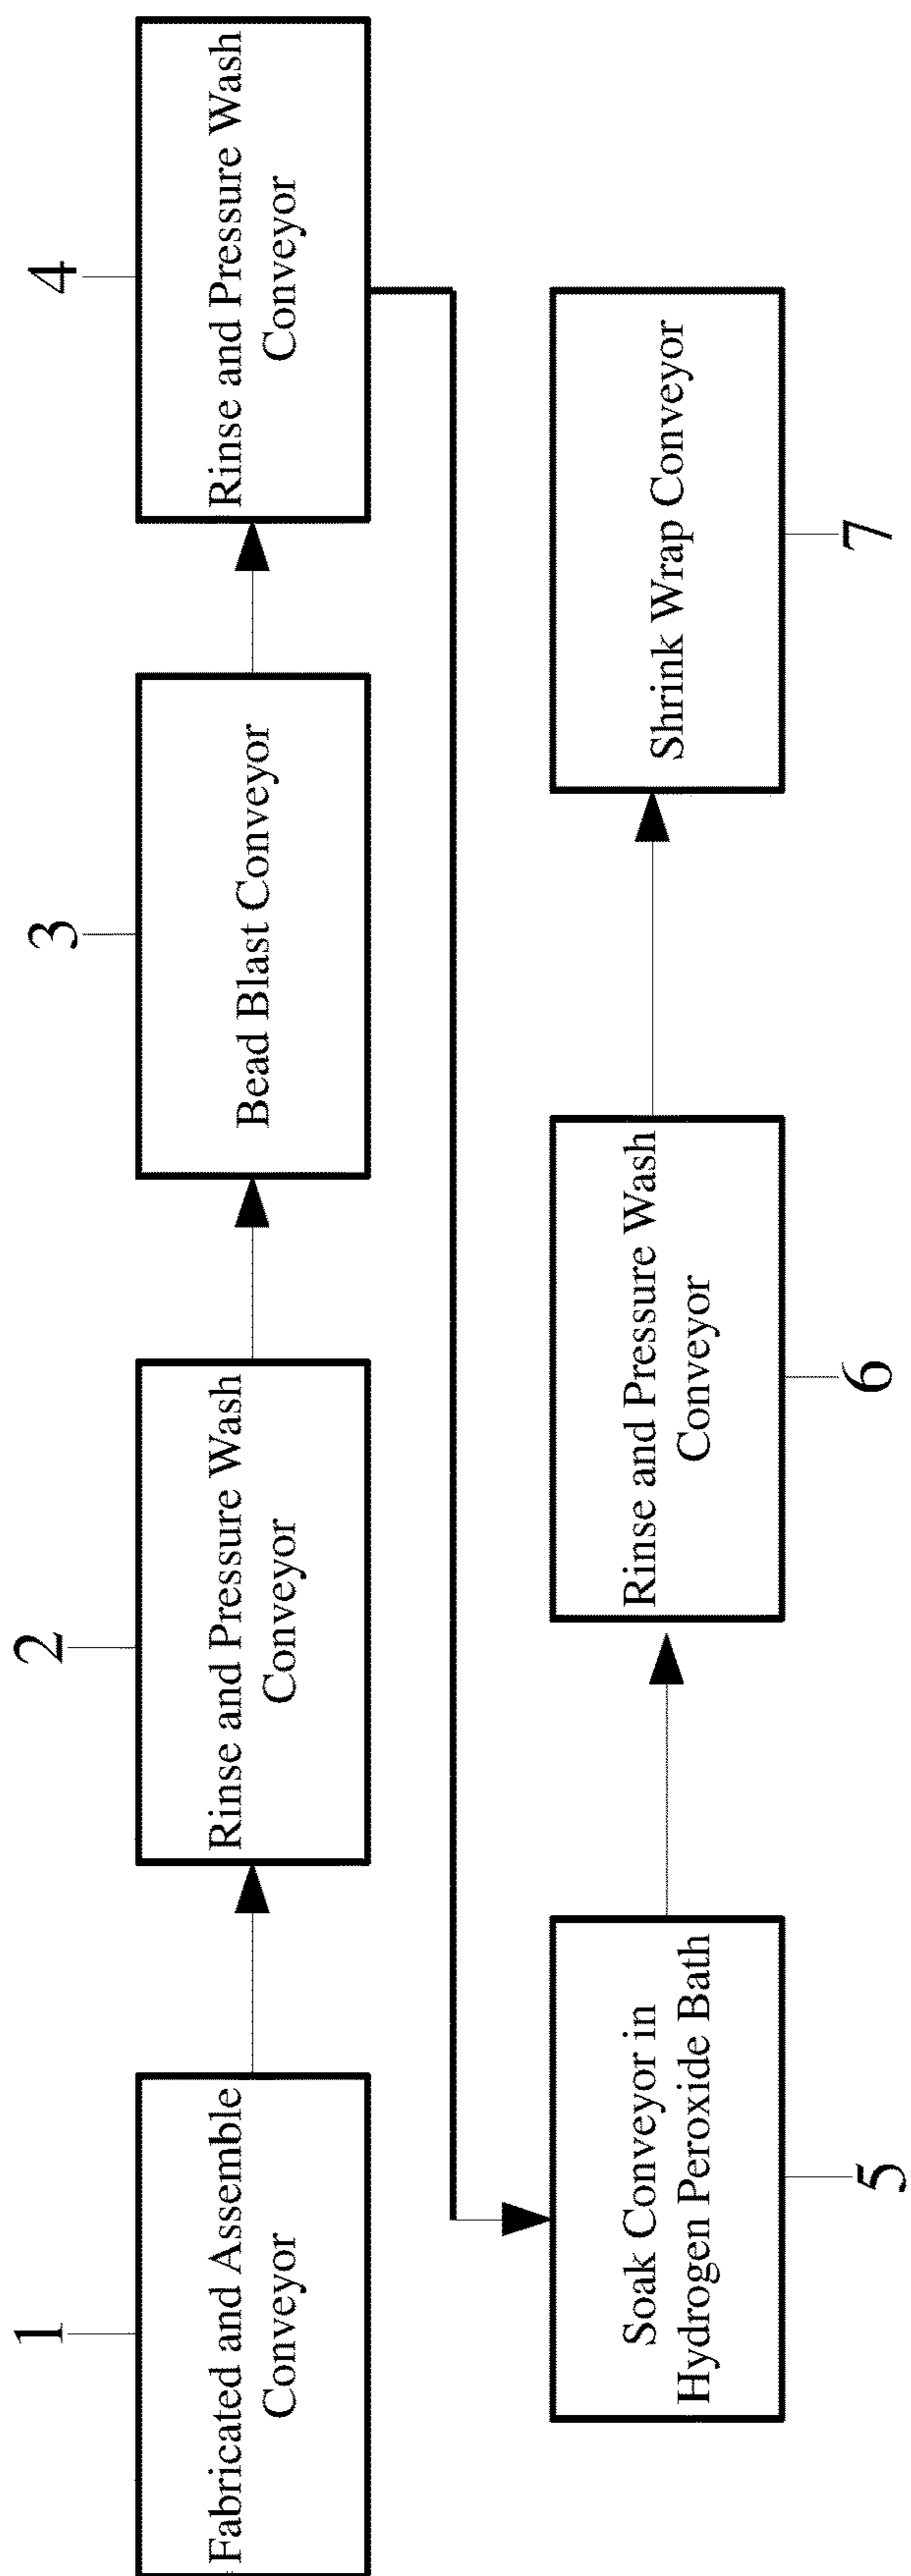 1
Fabricated and Assemble
Conveyor
2
Rinse and Pressure Wash
Conveyor
3
Bead Blast Conveyor
4
Rinse and Pressure Wash
Conveyor
Soak Conveyor in
Hydrogen Peroxide Bath
5
Rinse and Pressure Wash
Conveyor
6
Shrink Wrap Conveyor
7